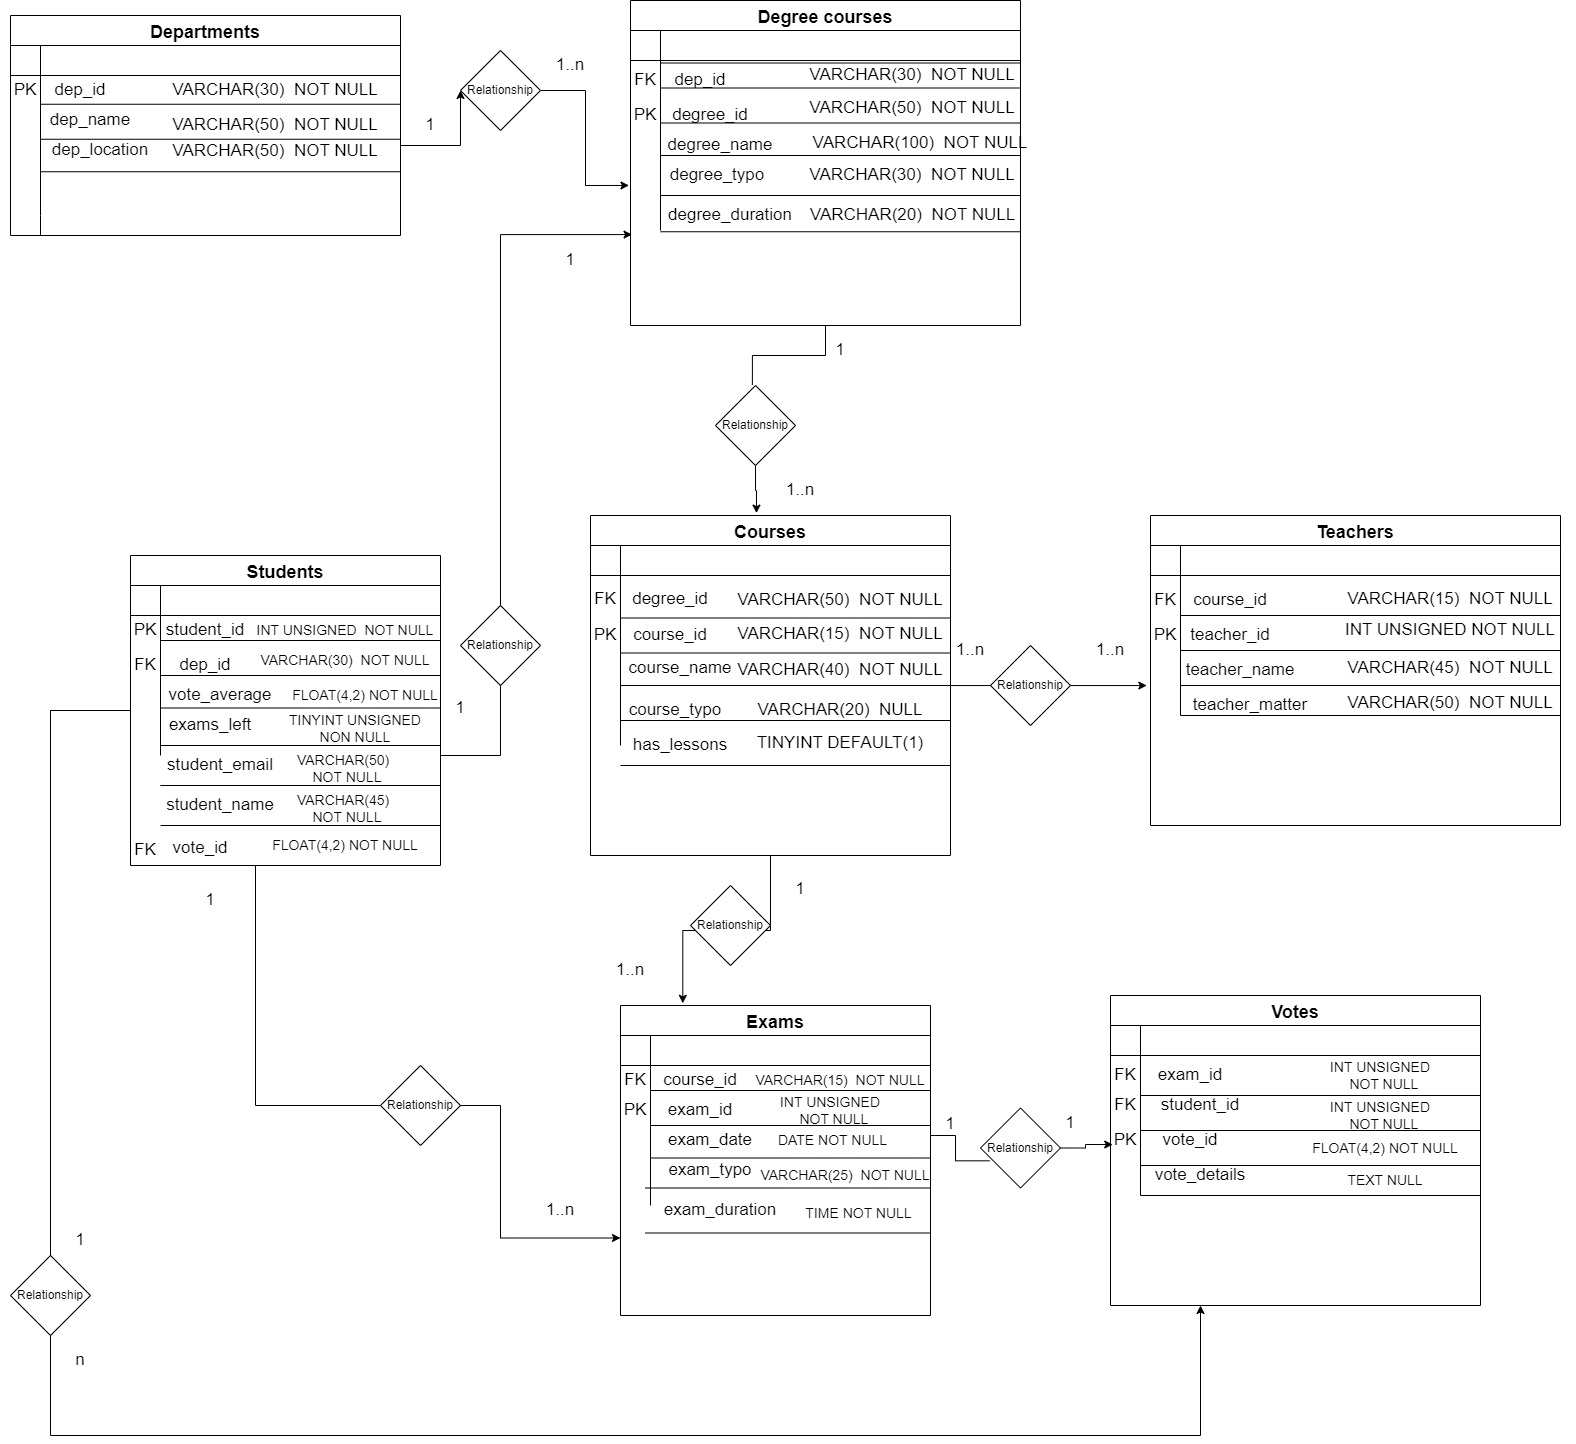 Departments
PK dep_id VARCHAR(30) NOT NULL
dep_name VARCHAR(50) NOT NULL
dep_location VARCHAR(50) NOT NULL
1
Relationship
1..n
Degree courses
FK dep_id VARCHAR(30) NOT NULL
PK degree_id VARCHAR(50) NOT NULL
degree_name VARCHAR(100) NOT NULL
degree_typo VARCHAR(30) NOT NULL
degree_duration VARCHAR(20) NOT NULL
1
1
Relationship
1..n
Students
PK student_id INT UNSIGNED NOT NULL
FK dep_id VARCHAR(30) NOT NULL
vote_average FLOAT(4,2) NOT NULL
exams_left TINYINT UNSIGNED
NON NULL
student_email VARCHAR(50)
NOT NULL
student_name VARCHAR(45)
NOT NULL
FK vote_id FLOAT(4,2) NOT NULL
Relationship
1
Courses
FK degree_id VARCHAR(50) NOT NULL
PK course_id VARCHAR(15) NOT NULL
course_name VARCHAR(40) NOT NULL
course_typo VARCHAR(20) NULL
has_lessons TINYINT DEFAULT(1)
1..n
Relationship
1..n
Teachers
FK course_id VARCHAR(15) NOT NULL
PK teacher_id INT UNSIGNED NOT NULL
teacher_name VARCHAR(45) NOT NULL
teacher_matter VARCHAR(50) NOT NULL
1
1
Relationship
1..n
Relationship
1..n
Exams
FK course_id VARCHAR(15) NOT NULL
PK exam_id INT UNSIGNED
NOT NULL
exam_date DATE NOT NULL
exam_typo VARCHAR(25) NOT NULL
exam_duration TIME NOT NULL
1
Relationship
1
Votes
FK exam_id INT UNSIGNED
NOT NULL
FK student_id INT UNSIGNED
NOT NULL
PK vote_id FLOAT(4,2) NOT NULL
vote_details TEXT NULL
1
Relationship
n